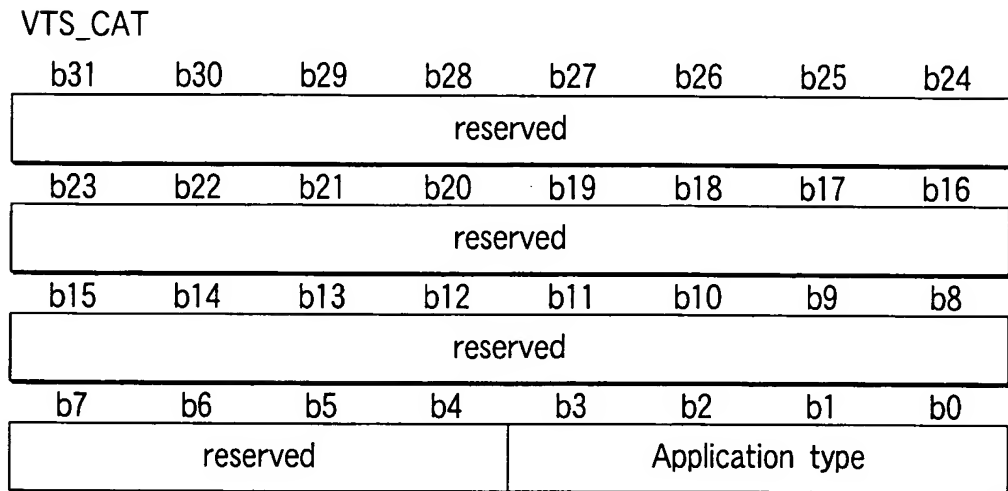 VTS_CAT
b31 b30 b29 b28 b27 b26 b25 b24
reserved
b23 b22 b21 b20 b19 b18 b17 b16
reserved
b15 b14 b13 b12 b11 b10 b9 b8
reserved
b7 b6 b5 b4 b3 b2 b1 b0
reserved Application type